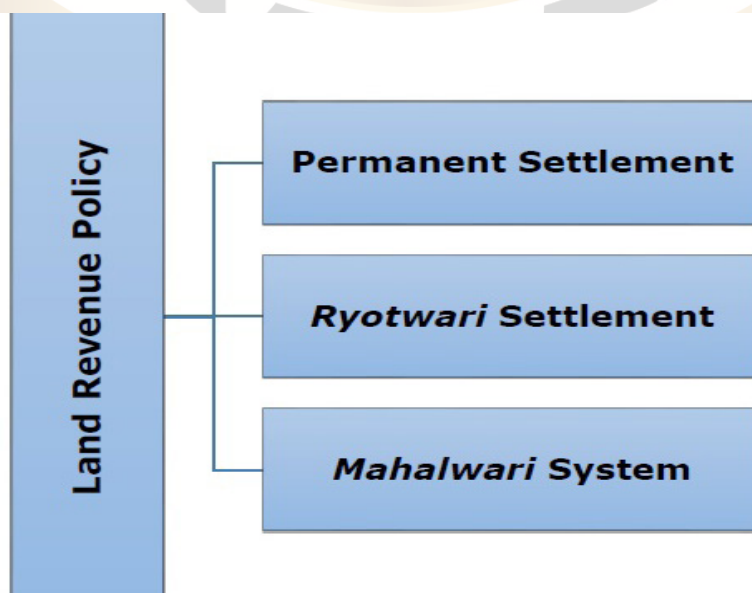 Land Revenue Policy
Permanent Settlement
Ryotwari Settlement
Mahalwari System